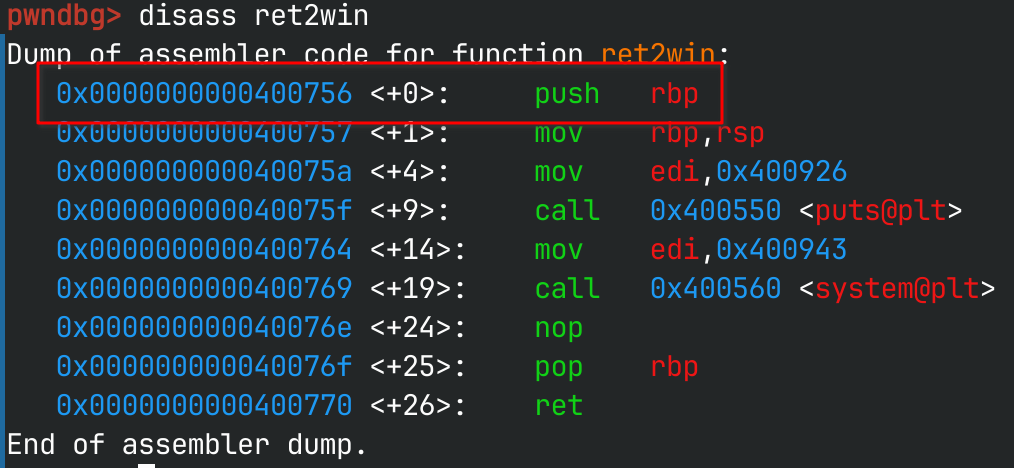 pwndbg> disass ret2win
Dump of assembler code for function ret2win:
0x0000000000400756 <+0>: push rbp
0x0000000000400757 <+1>: mov rbp,rsp
0x000000000040075a <+4>: mov edi,0x400926
0x000000000040075f <+9>: call 0x400550 <puts@plt>
0x0000000000400764 <+14>: mov edi,0x400943
0x0000000000400769 <+19>: call 0x400560 <system@plt>
0x000000000040076e <+24>: nop
0x000000000040076f <+25>: pop rbp
0x0000000000400770 <+26>: ret
End of assembler dump.